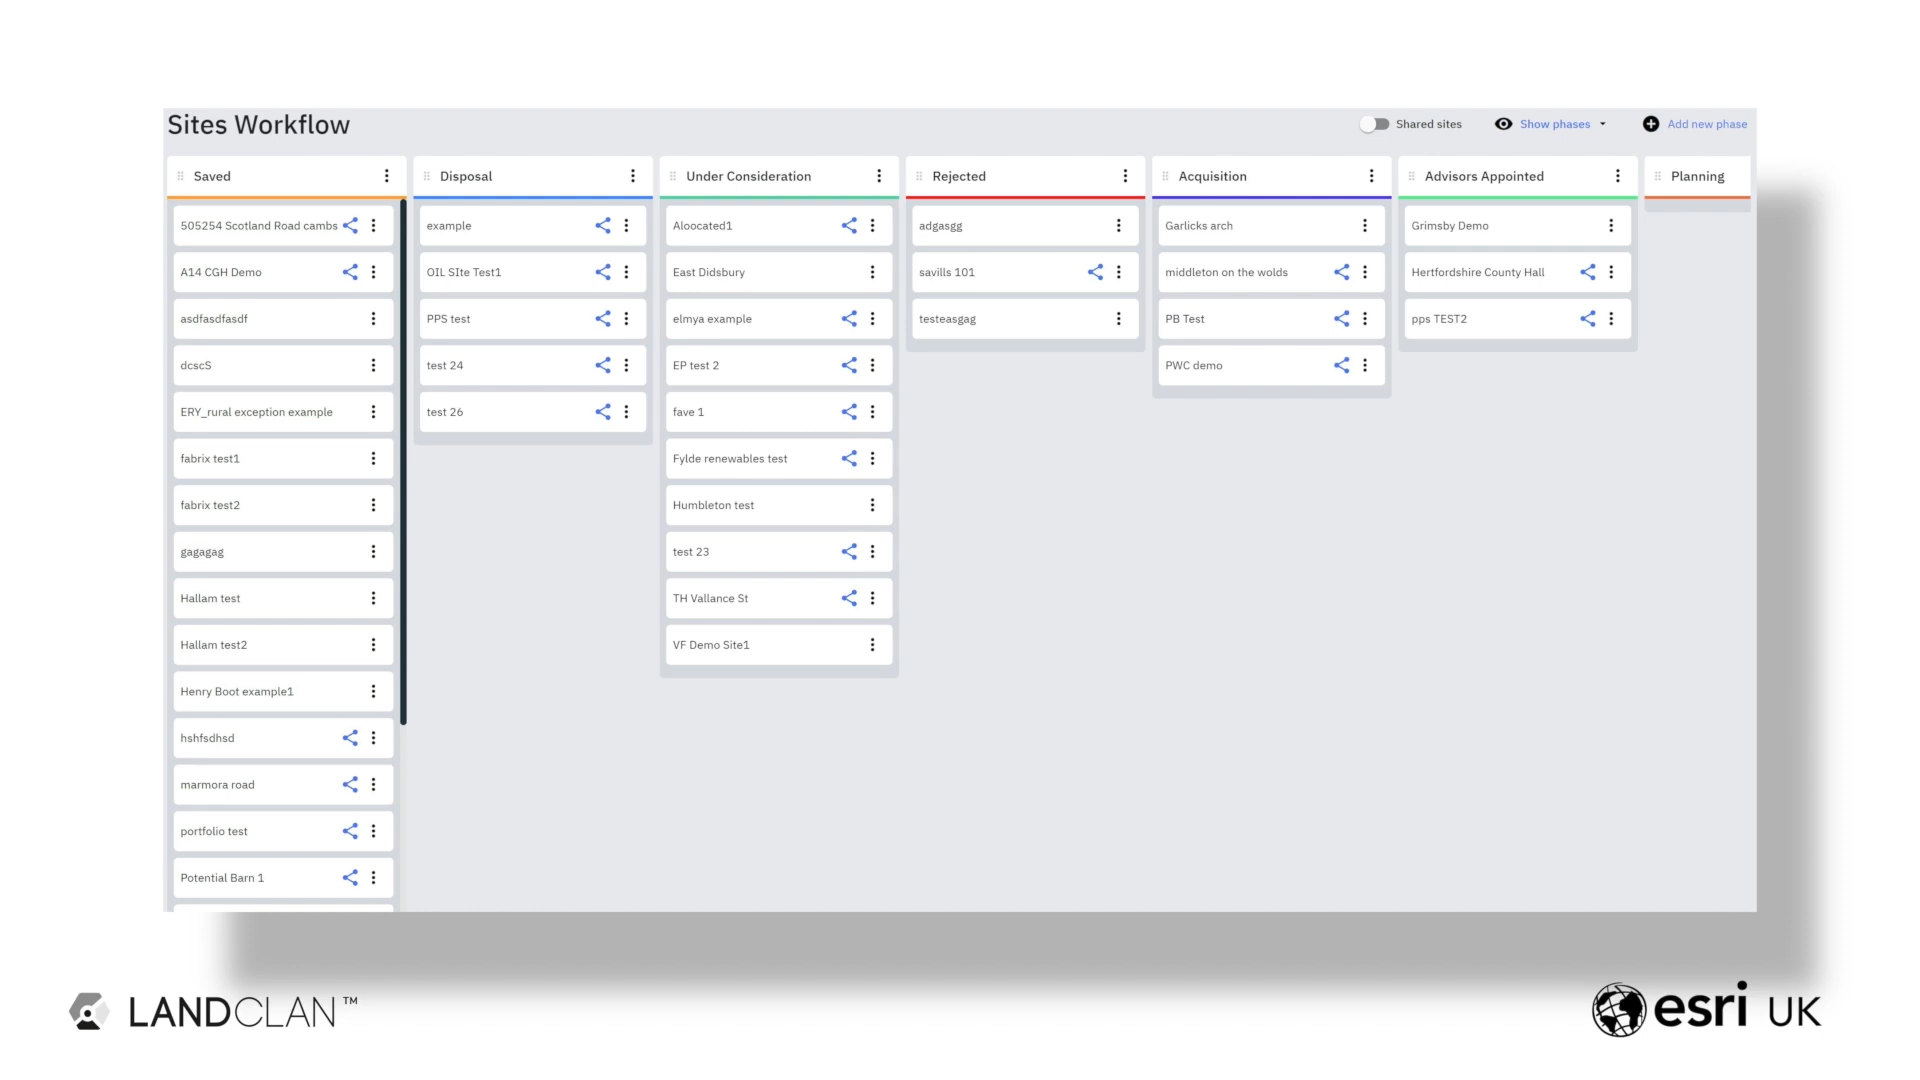 Sites Workflow
Shared sites
Show phases
Add new phase
Saved
505254 Scotland Road cambs
A14 CGH Demo
asdfasdfasdf
dcscS
ERY_rural exception example
fabrix test1
fabrix test2
gagagag
Hallam test
Hallam test2
Henry Boot example1
hshfsdhsd
marmora road
portfolio test
Potential Barn 1
Disposal
example
OIL SIte Test1
PPS test
test 24
test 26
Under Consideration
Aloocated1
East Didsbury
elmya example
EP test 2
fave 1
Fylde renewables test
Humbleton test
test 23
TH Vallance St
VF Demo Site1
Rejected
adgasgg
savills 101
testeasgag
Acquisition
Garlicks arch
middleton on the wolds
PB Test
PWC demo
Advisors Appointed
Grimsby Demo
Hertfordshire County Hall
pps TEST2
Planning
LANDCLAN™
esri UK